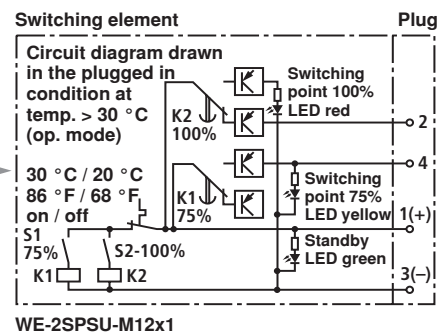 Switching element
Plug
Circuit diagram drawn
in the plugged in
condition at
temp. > 30 °C
(op. mode)
K2
100%
Switching
point 100%
LED red
2
4
30 °C / 20 °C
86 °F / 68 °F
on / off
K1
75%
Switching
point 75%
LED yellow
1(+)
S1
75%
S2-100%
Standby
LED green
K1
K2
3(–)
WE-2SPSU-M12x1